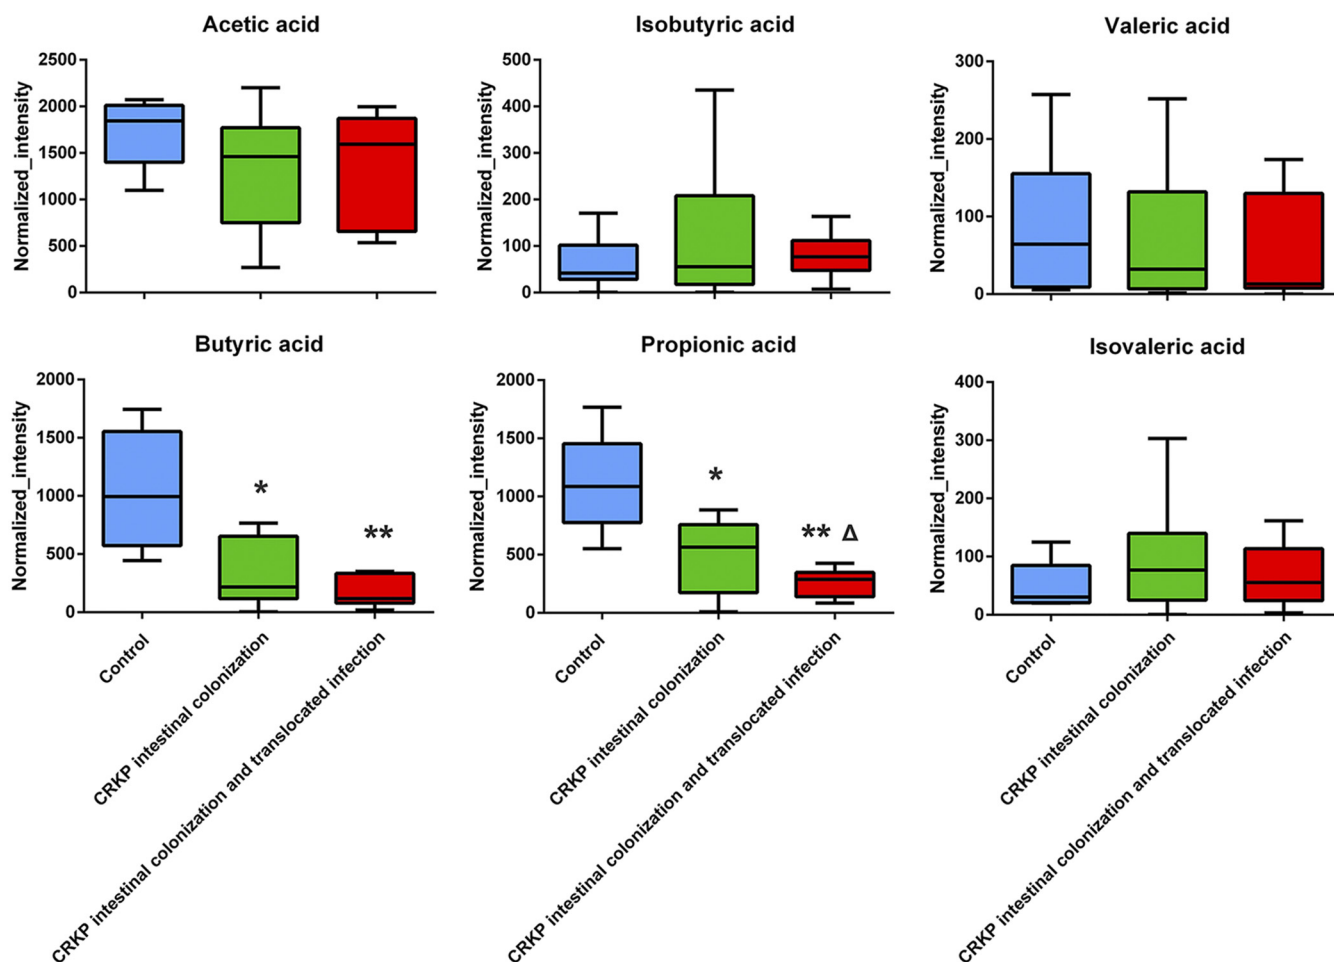 Acetic acid
Normalized_intensity
2500
2000
1500
1000
500
0
Isobutyric acid
Normalized_intensity
500
400
300
200
100
0
Valeric acid
Normalized_intensity
300
200
100
0
Butyric acid
Normalized_intensity
2000
1500
1000
500
0
*
**
Control
CRKP intestinal colonization
CRKP intestinal colonization and translocated infection
Propionic acid
Normalized_intensity
2000
1500
1000
500
0
*
** Δ
Control
CRKP intestinal colonization
CRKP intestinal colonization and translocated infection
Isovaleric acid
Normalized_intensity
400
300
200
100
0
Control
CRKP intestinal colonization
CRKP intestinal colonization and translocated infection